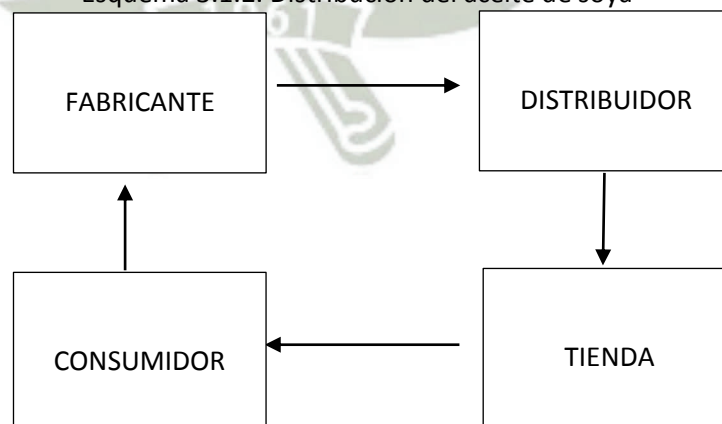 Esquema Distribución del aceite de soya
FABRICANTE
DISTRIBUIDOR
CONSUMIDOR
TIENDA